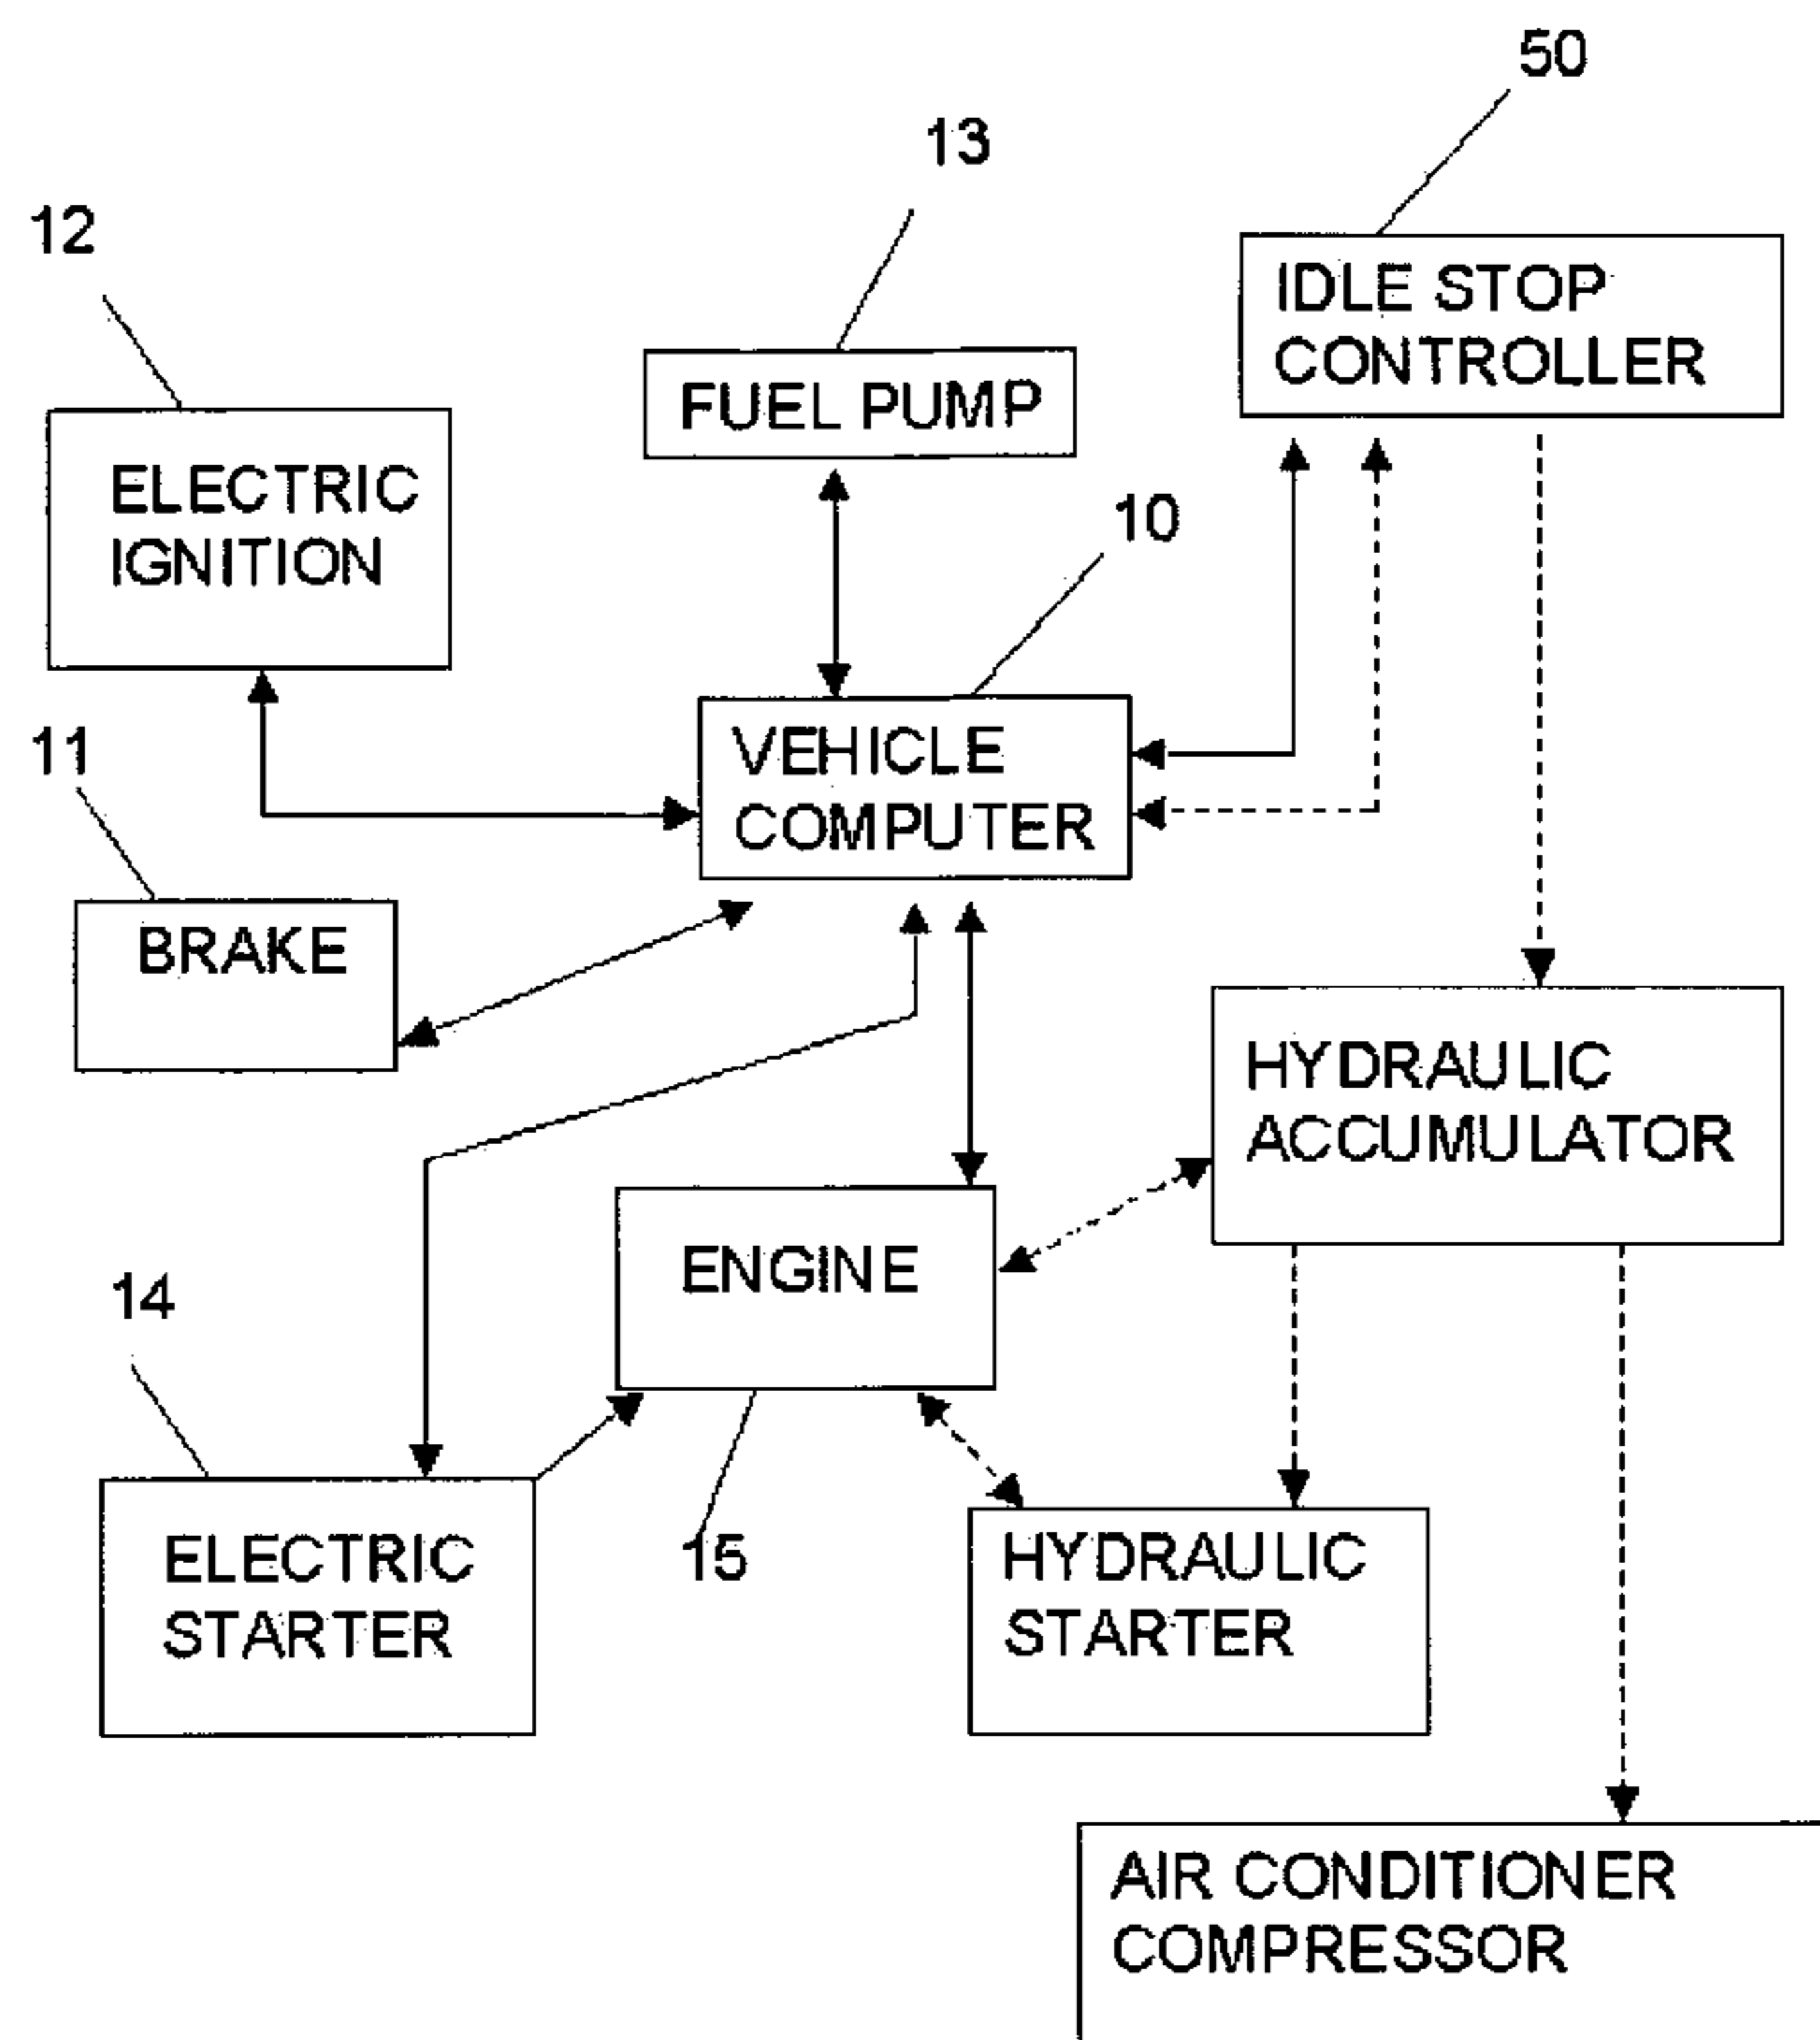 50
13
12
IDLE STOP
CONTROLLER
FUEL PUMP
ELECTRIC
IGNITION
10
11
VEHICLE
COMPUTER
BRAKE
HYDRAULIC
ACCUMULATOR
ENGINE
14
ELECTRIC
STARTER
15
HYDRAULIC
STARTER
AIR CONDITIONER
COMPRESSOR